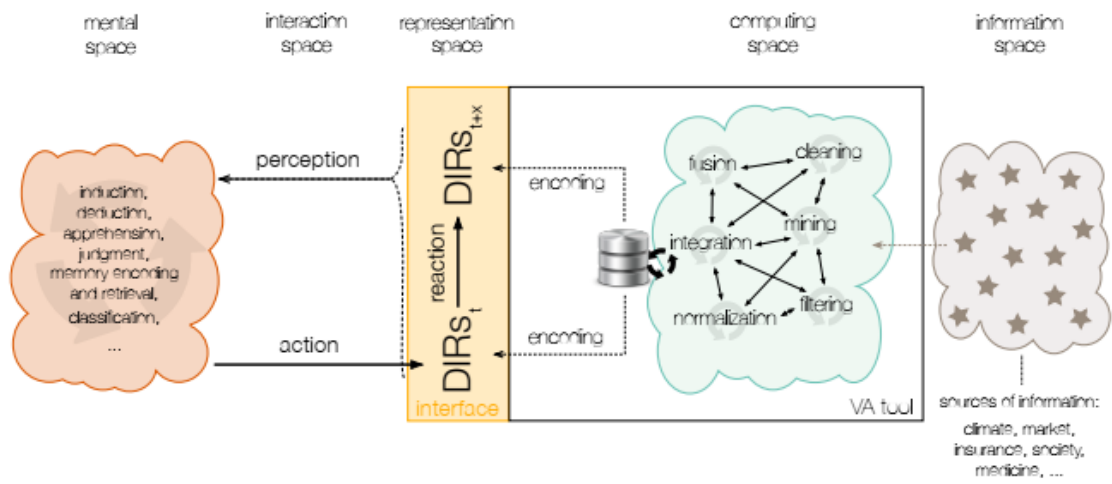 mental
space
interaction
space
representation
space
computing
space
information
space
perception
action
induction,
deduction,
apprehension,
judgment,
memory encoding
and retrieval,
classification,
...
DIRs t+x
reaction
DIRs t
interface
encoding
encoding
fusion
cleaning
integration
mining
normalization
filtering
VA tool
sources of information:
climate, market,
insurance, society,
medicine, ...